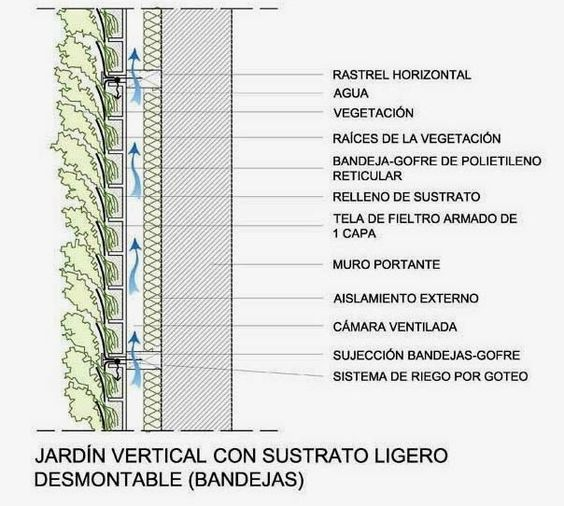 RASTREL HORIZONTAL
AGUA
VEGETACIÓN
RAÍCES DE LA VEGETACIÓN
BANDEJA-GOFRE DE POLIETILENO
RETICULAR
RELLENO DE SUSTRATO
TELA DE FIELTRO ARMADO DE
1 CAPA
MURO PORTANTE
AISLAMIENTO EXTERNO
CÁMARA VENTILADA
SUJECCIÓN BANDEJAS-GOFRE
SISTEMA DE RIEGO POR GOTEO
JARDÍN VERTICAL CON SUSTRATO LIGERO
DESMONTABLE (BANDEJAS)